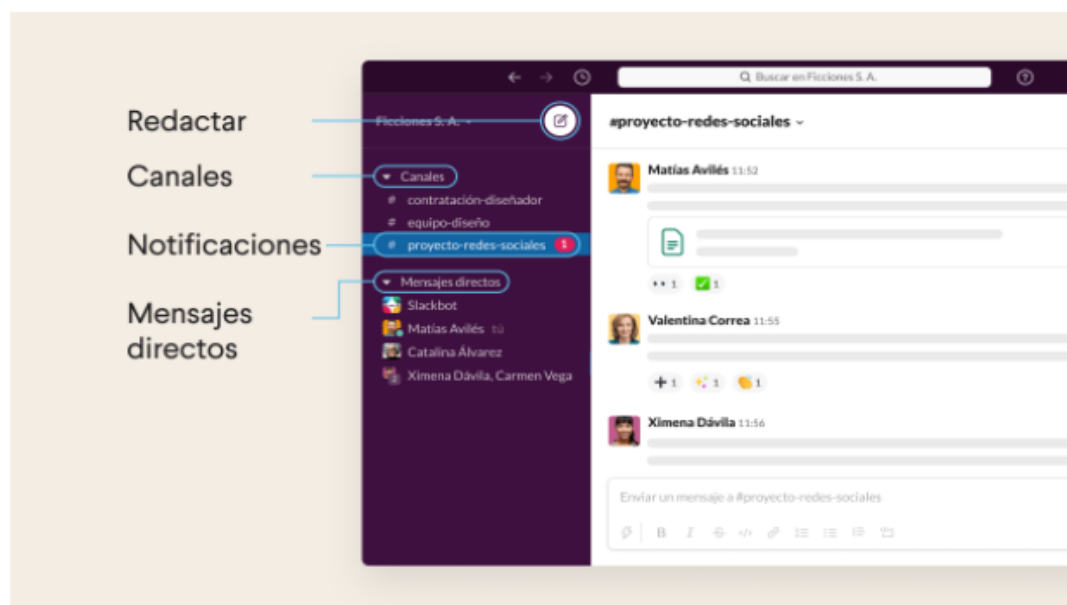 Buscar en Ficciones S. A.
Redactar
Ficciones S. A.
#proyecto-redes-sociales
Canales
Canales
Matías Avilés 11:52
# contratación-diseñador
# equipo-diseño
Notificaciones
# proyecto-redes-sociales 1
1 1
Mensajes directos
Mensajes
directos
Slackbot
Matías Avilés tú
Catalina Álvarez
Ximena Dávila, Carmen Vega
Valentina Correa 11:55
1 1 1
Ximena Dávila 11:56
Enviar un mensaje a #proyecto-redes-sociales
B I S </>